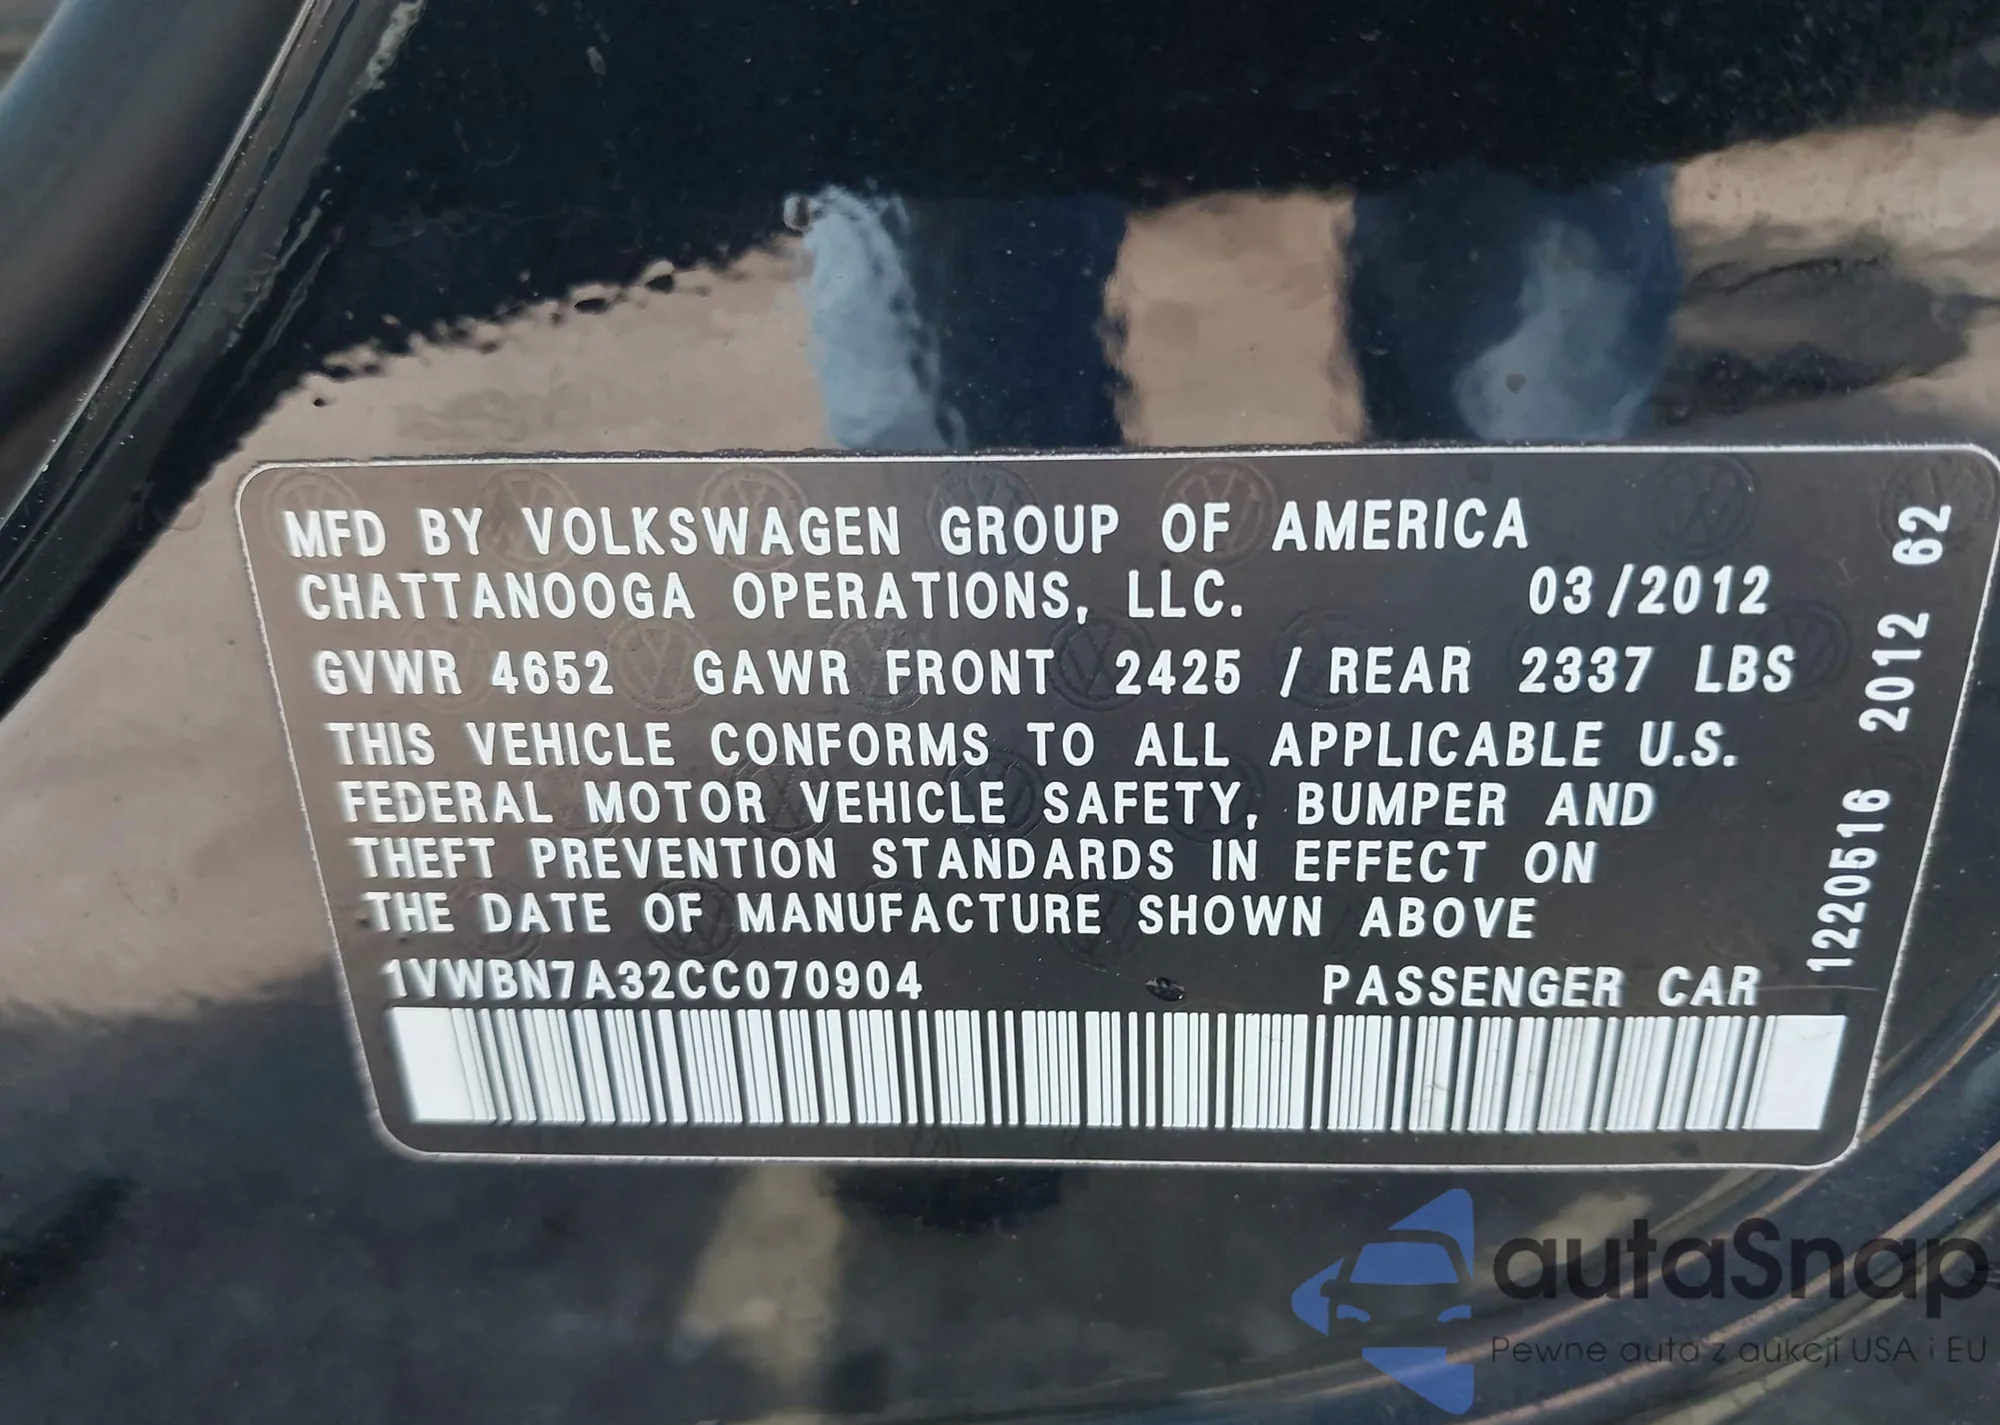 MFD BY VOLKSWAGEN GROUP OF AMERICA
CHATTANOOGA OPERATIONS, LLC. 03/2012
GVWR 4652 GAWR FRONT 2425 / REAR 2337 LBS
THIS VEHICLE CONFORMS TO ALL APPLICABLE U.S.
FEDERAL MOTOR VEHICLE SAFETY, BUMPER AND
THEFT PREVENTION STANDARDS IN EFFECT ON
THE DATE OF MANUFACTURE SHOWN ABOVE
1VWBN7A32CC070904 PASSENGER CAR
1220516 2012 62
autaSnap
Pewne auta z aukcji USA i EU